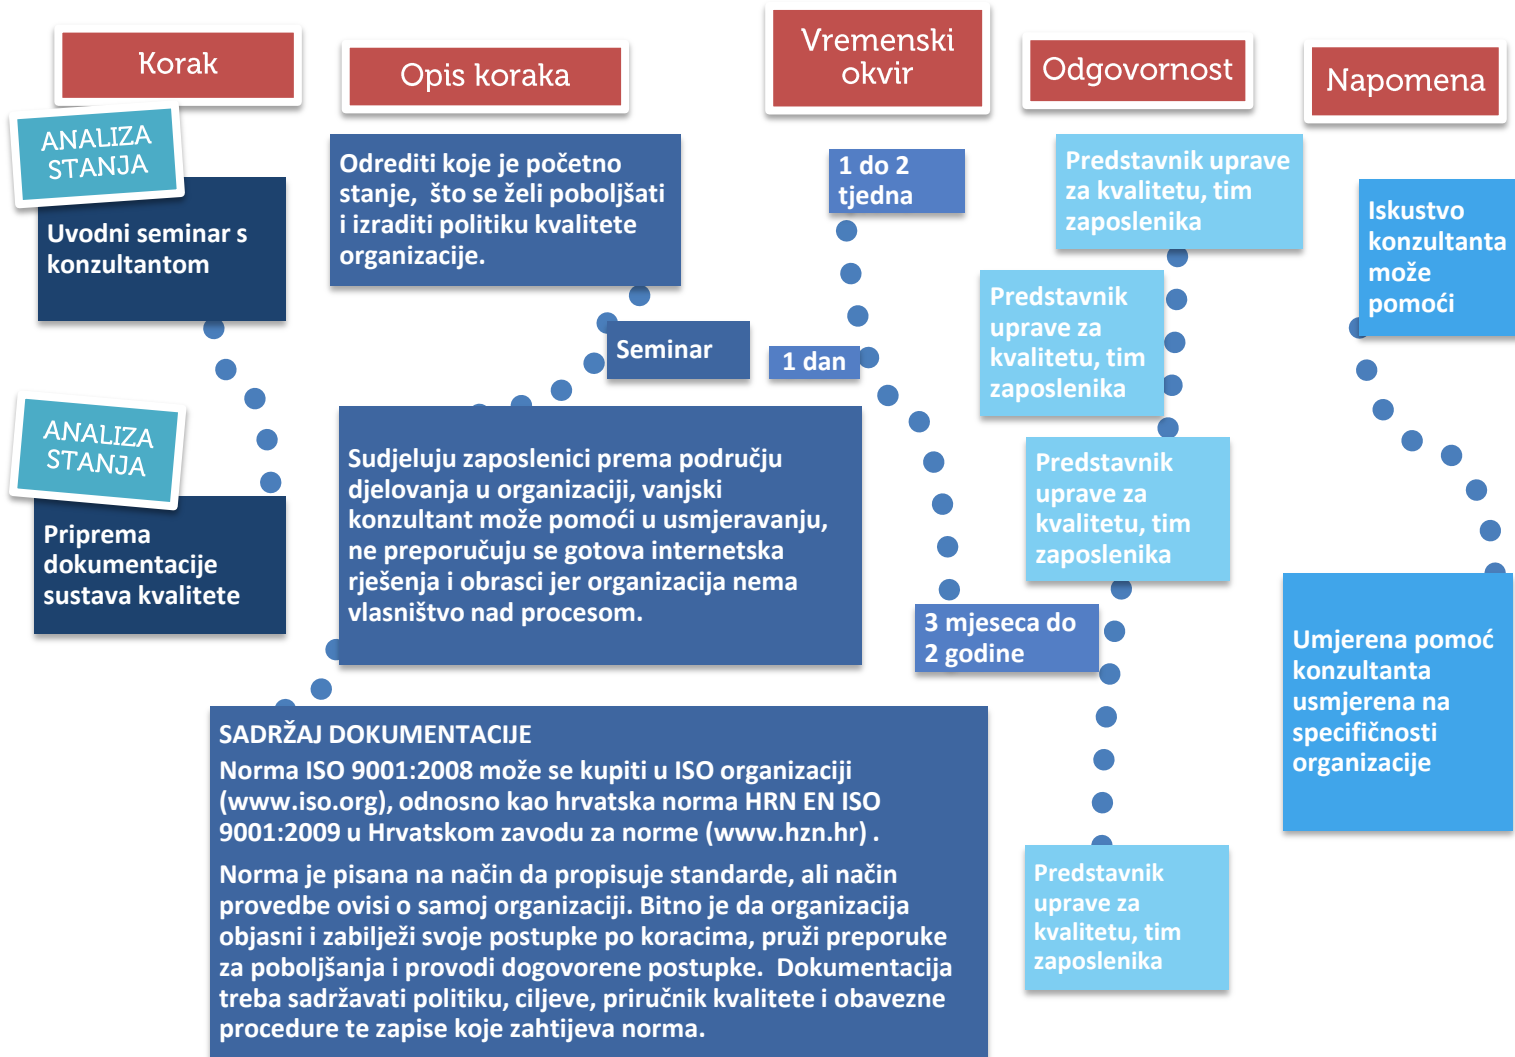 Korak
Opis koraka
Vremenski
okvir
Odgovornost
Napomena
ANALIZA
STANJA
Uvodni seminar s
konzultantom
ANALIZA
STANJA
Priprema
dokumentacije
sustava kvalitete
Odrediti koje je početno
stanje, što se želi poboljšati
i izraditi politiku kvalitete
organizacije.
Seminar
Sudjeluju zaposlenici prema području
djelovanja u organizaciji, vanjski
konzultant može pomoći u usmjeravanju,
ne preporučuju se gotova internetska
rješenja i obrasci jer organizacija nema
vlasništvo nad procesom.
SADRŽAJ DOKUMENTACIJE
Norma ISO 9001:2008 može se kupiti u ISO organizaciji
(www.iso.org), odnosno kao hrvatska norma HRN EN ISO
9001:2009 u Hrvatskom zavodu za norme (www.hzn.hr) .
Norma je pisana na način da propisuje standarde, ali način
provedbe ovisi o samoj organizaciji. Bitno je da organizacija
objasni i zabilježi svoje postupke po koracima, pruži preporuke
za poboljšanja i provodi dogovorene postupke. Dokumentacija
treba sadržavati politiku, ciljeve, priručnik kvalitete i obavezne
procedure te zapise koje zahtijeva norma.
1 do 2
tjedna
1 dan
3 mjeseca do
2 godine
Predstavnik uprave
za kvalitetu, tim
zaposlenika
Predstavnik
uprave za
kvalitetu, tim
zaposlenika
Predstavnik
uprave za
kvalitetu, tim
zaposlenika
Predstavnik
uprave za
kvalitetu, tim
zaposlenika
Iskustvo
konzultanta
može
pomoći
Umjerena pomoć
konzultanta
usmjerena na
specifičnosti
organizacije